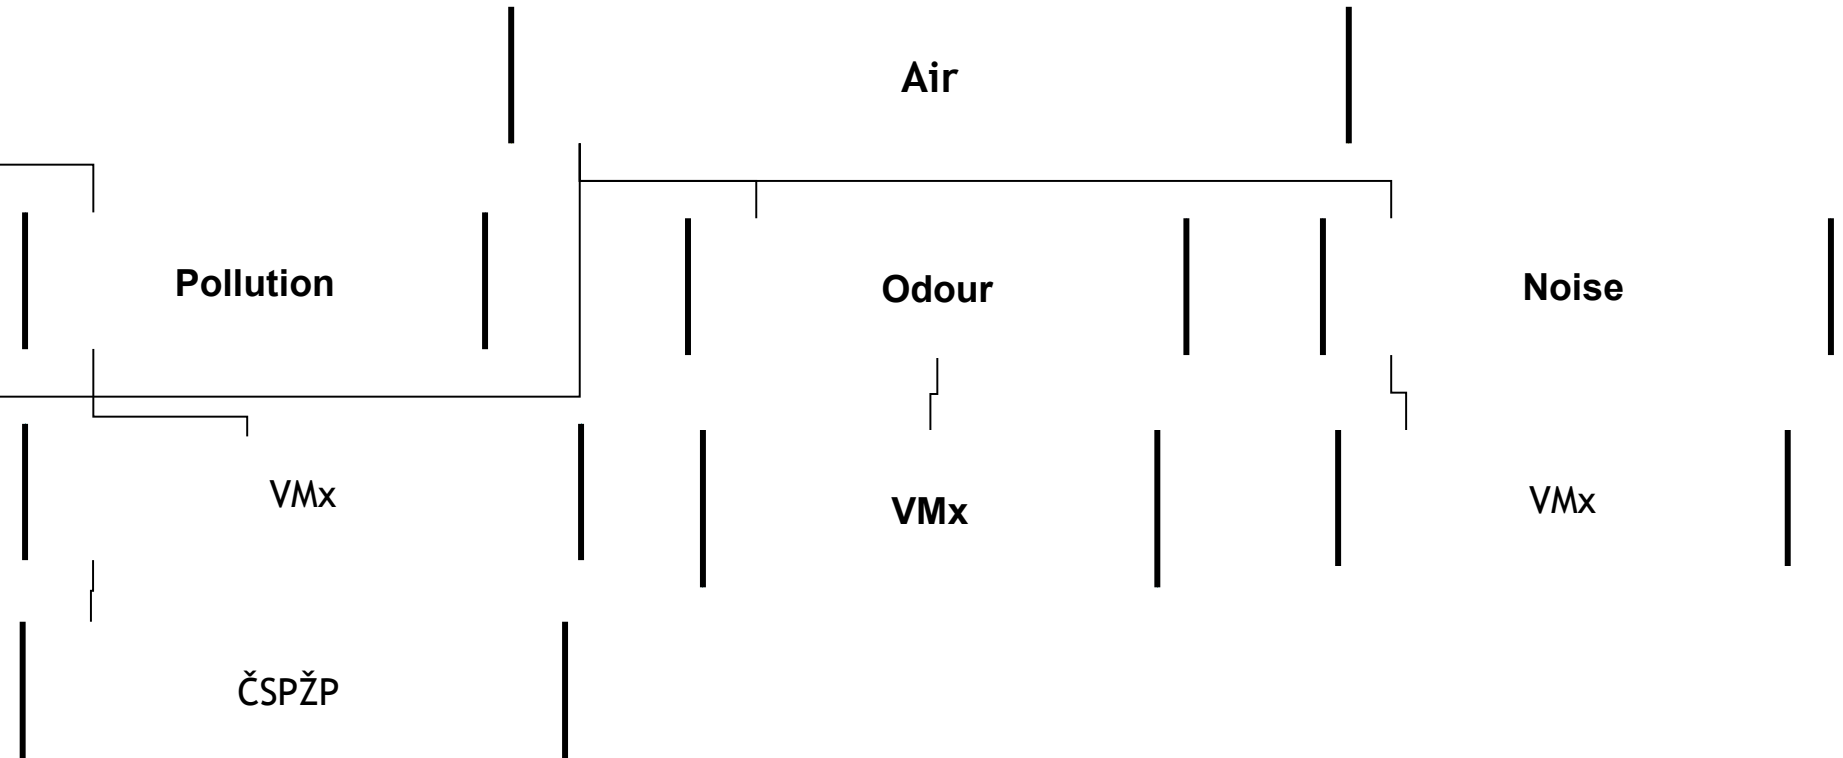 Air
Pollution
Odour
Noise
VMx
VMx
VMx
ČSPŽP